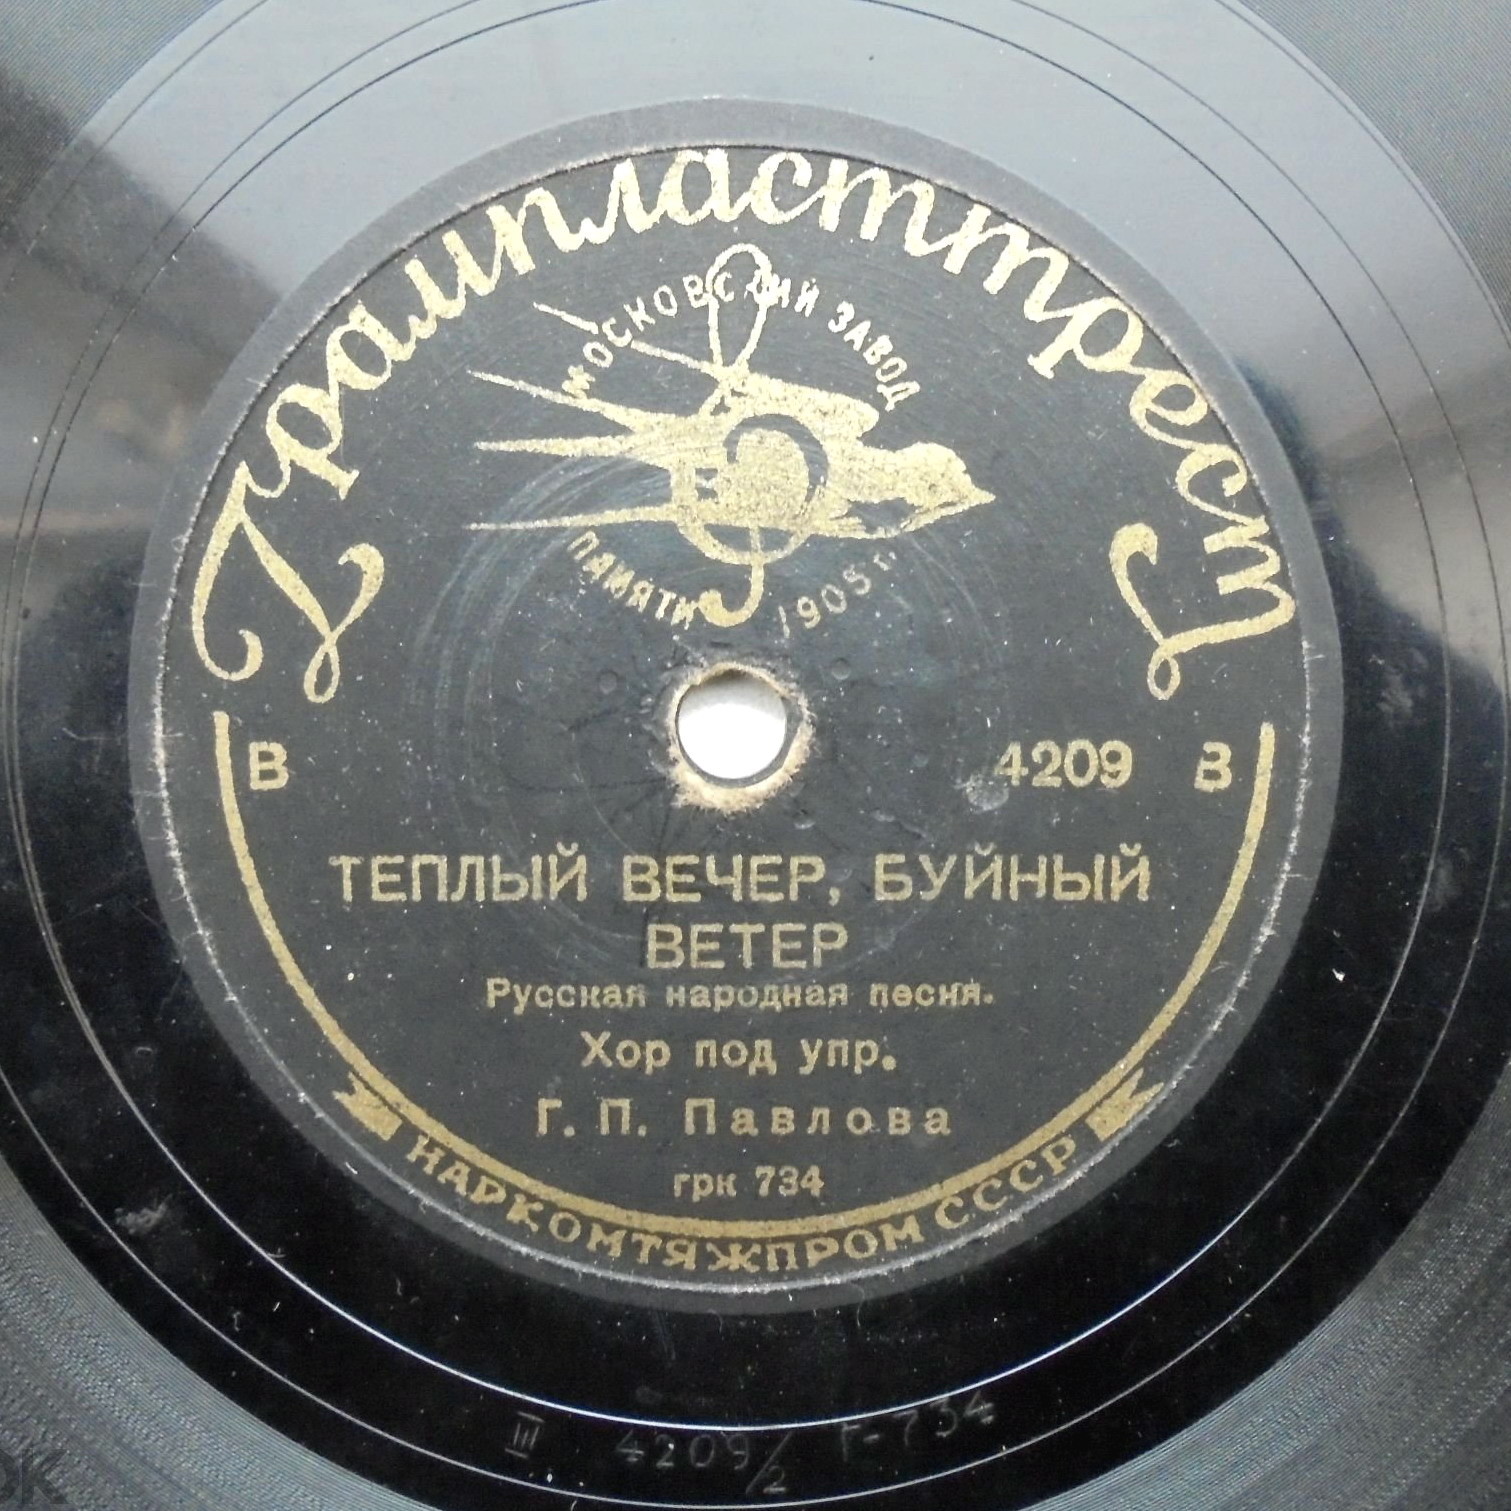 Грампласттрест
МОСКОВСКИЙ ЗАВОД
ПАМЯТИ 1905 г.
В 4209 В
ТЕПЛЫЙ ВЕЧЕР, БУЙНЫЙ
ВЕТЕР
Русская народная песня.
Хор под упр.
Г. П. Павлова
грк 734
НАРКОМТЯЖПРОМ СССР
III 4209/2 Г-734